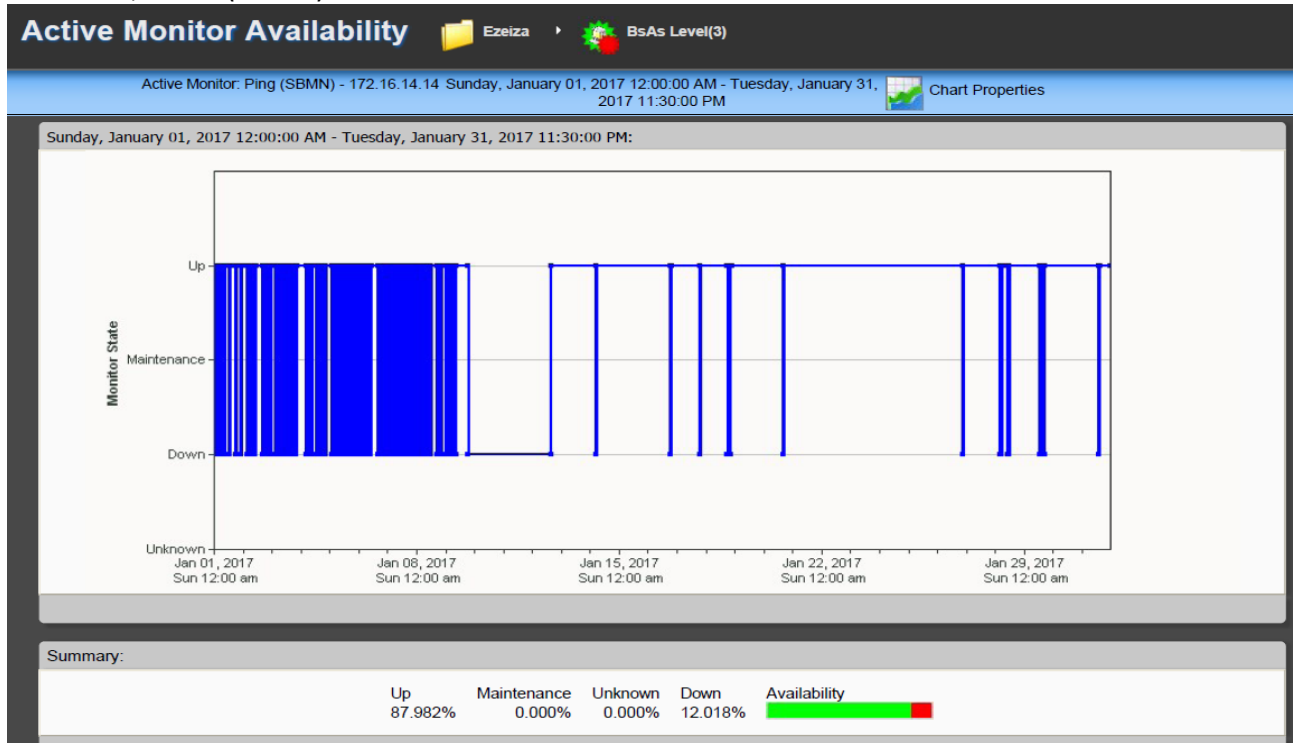 Active Monitor Availability Ezeiza BsAs Level(3)
Active Monitor: Ping (SBMN) - 172.16.14.14 Sunday, January 01, 2017 12:00:00 AM - Tuesday, January 31,
2017 11:30:00 PM
Chart Properties
Sunday, January 01, 2017 12:00:00 AM - Tuesday, January 31, 2017 11:30:00 PM:
Monitor State
Up
Maintenance
Down
Unknown
Jan 01, 2017 Jan 08, 2017 Jan 15, 2017 Jan 22, 2017 Jan 29, 2017
Sun 12:00 am Sun 12:00 am Sun 12:00 am Sun 12:00 am Sun 12:00 am
Summary:
Up Maintenance Unknown Down Availability
87.982% 0.000% 0.000% 12.018%